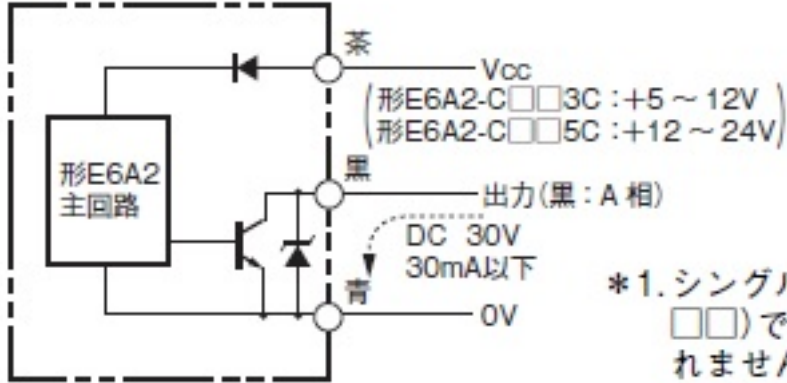 茶
Vcc
形E6A2-C□□3C：+5～12V
形E6A2-C□□5C：+12～24V
形E6A2
主回路
黒
出力(黒：A 相)
DC 30V
30mA以下
青
0V
*1.シングル
□□)で
れません